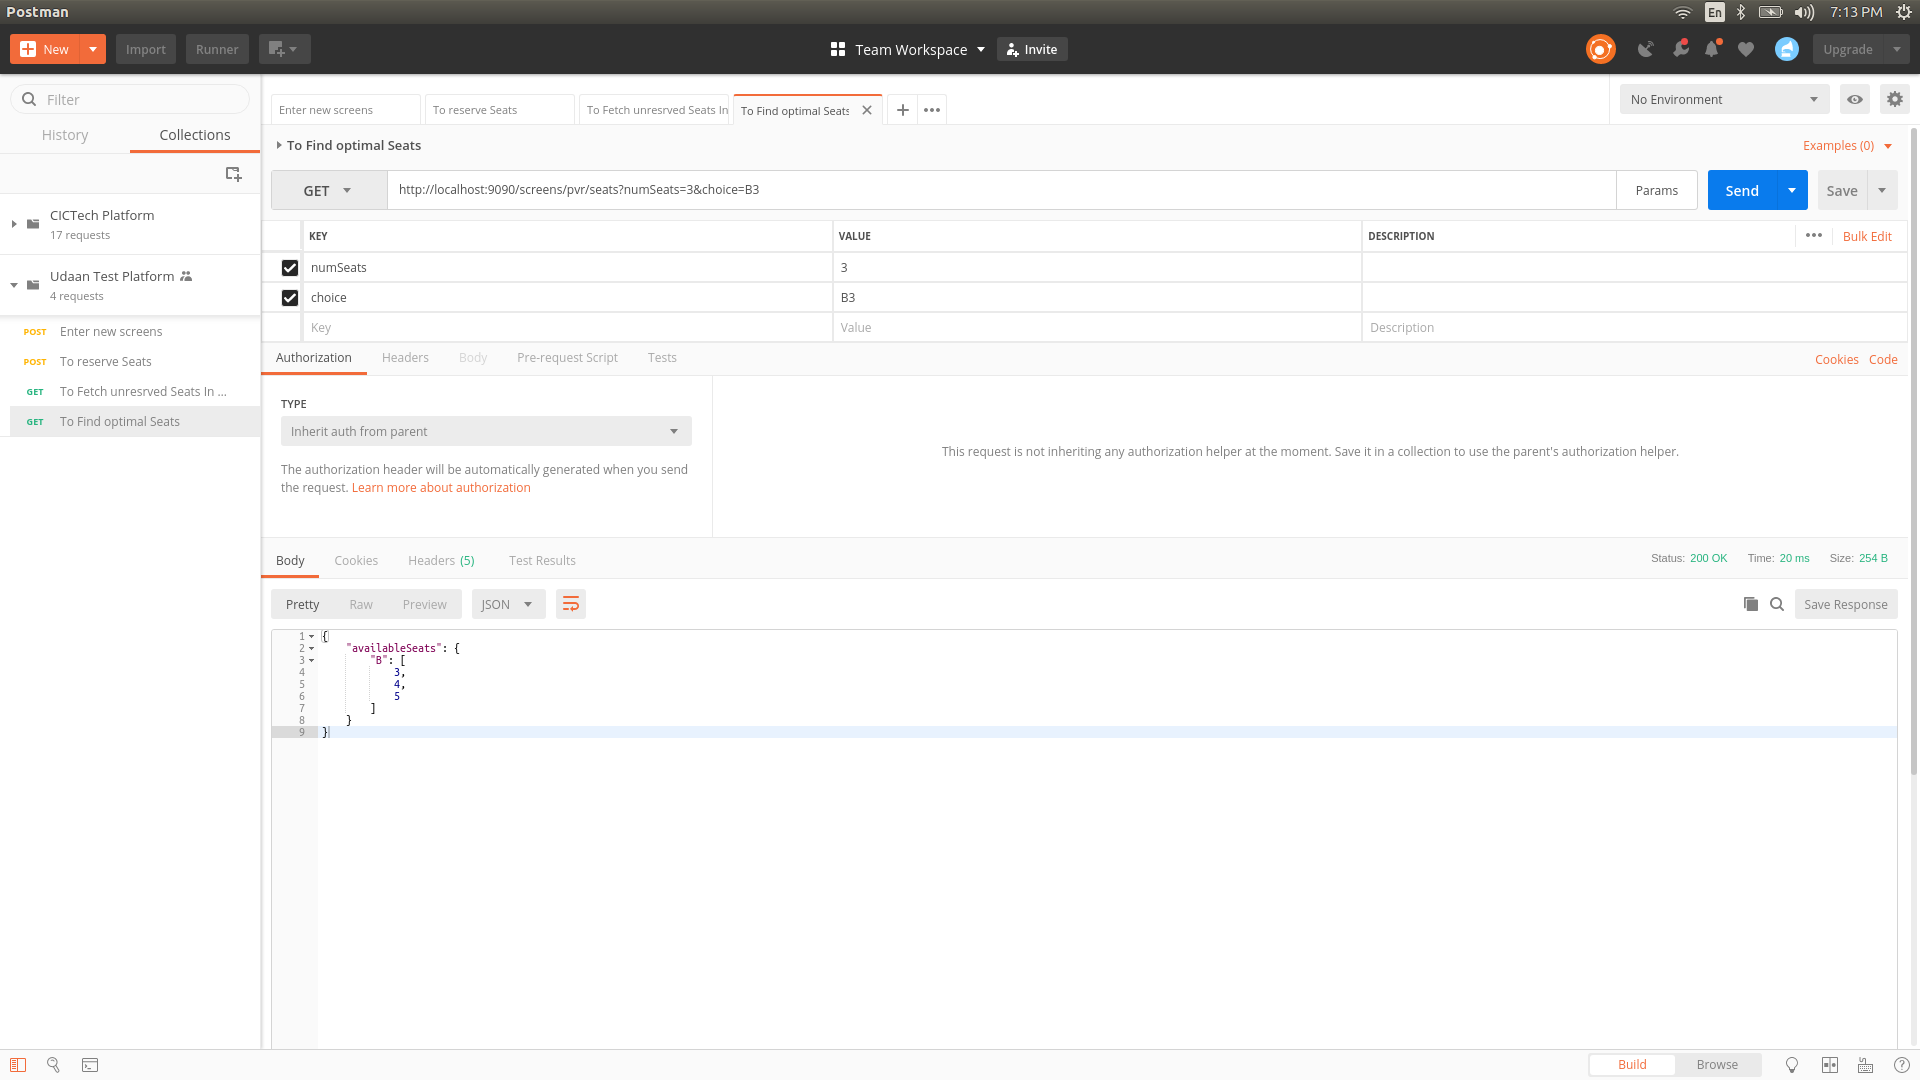 Postman
En
7:13 PM
New
Import
Runner
Team Workspace
Invite
Upgrade
Filter
History
Collections
CICTech Platform
17 requests
Udaan Test Platform
4 requests
POST Enter new screens
POST To reserve Seats
GET To Fetch unresrved Seats In ...
GET To Find optimal Seats
Enter new screens
To reserve Seats
To Fetch unresrved Seats In
To Find optimal Seats
No Environment
To Find optimal Seats
Examples (0)
GET
http://localhost:9090/screens/pvr/seats?numSeats=3&choice=B3
Params
Send
Save
KEY VALUE DESCRIPTION
Bulk Edit
numSeats 3
choice B3
Key Value Description
Authorization Headers Body Pre-request Script Tests
Cookies Code
TYPE
Inherit auth from parent
The authorization header will be automatically generated when you send
the request. Learn more about authorization
This request is not inheriting any authorization helper at the moment. Save it in a collection to use the parent's authorization helper.
Body Cookies Headers (5) Test Results
Status: 200 OK Time: 20 ms Size: 254 B
Pretty Raw Preview JSON
Save Response
1 {
2 "availableSeats": {
3 "B": [
4 3,
5 4,
6 5
7 ]
8 }
9 }
Build Browse